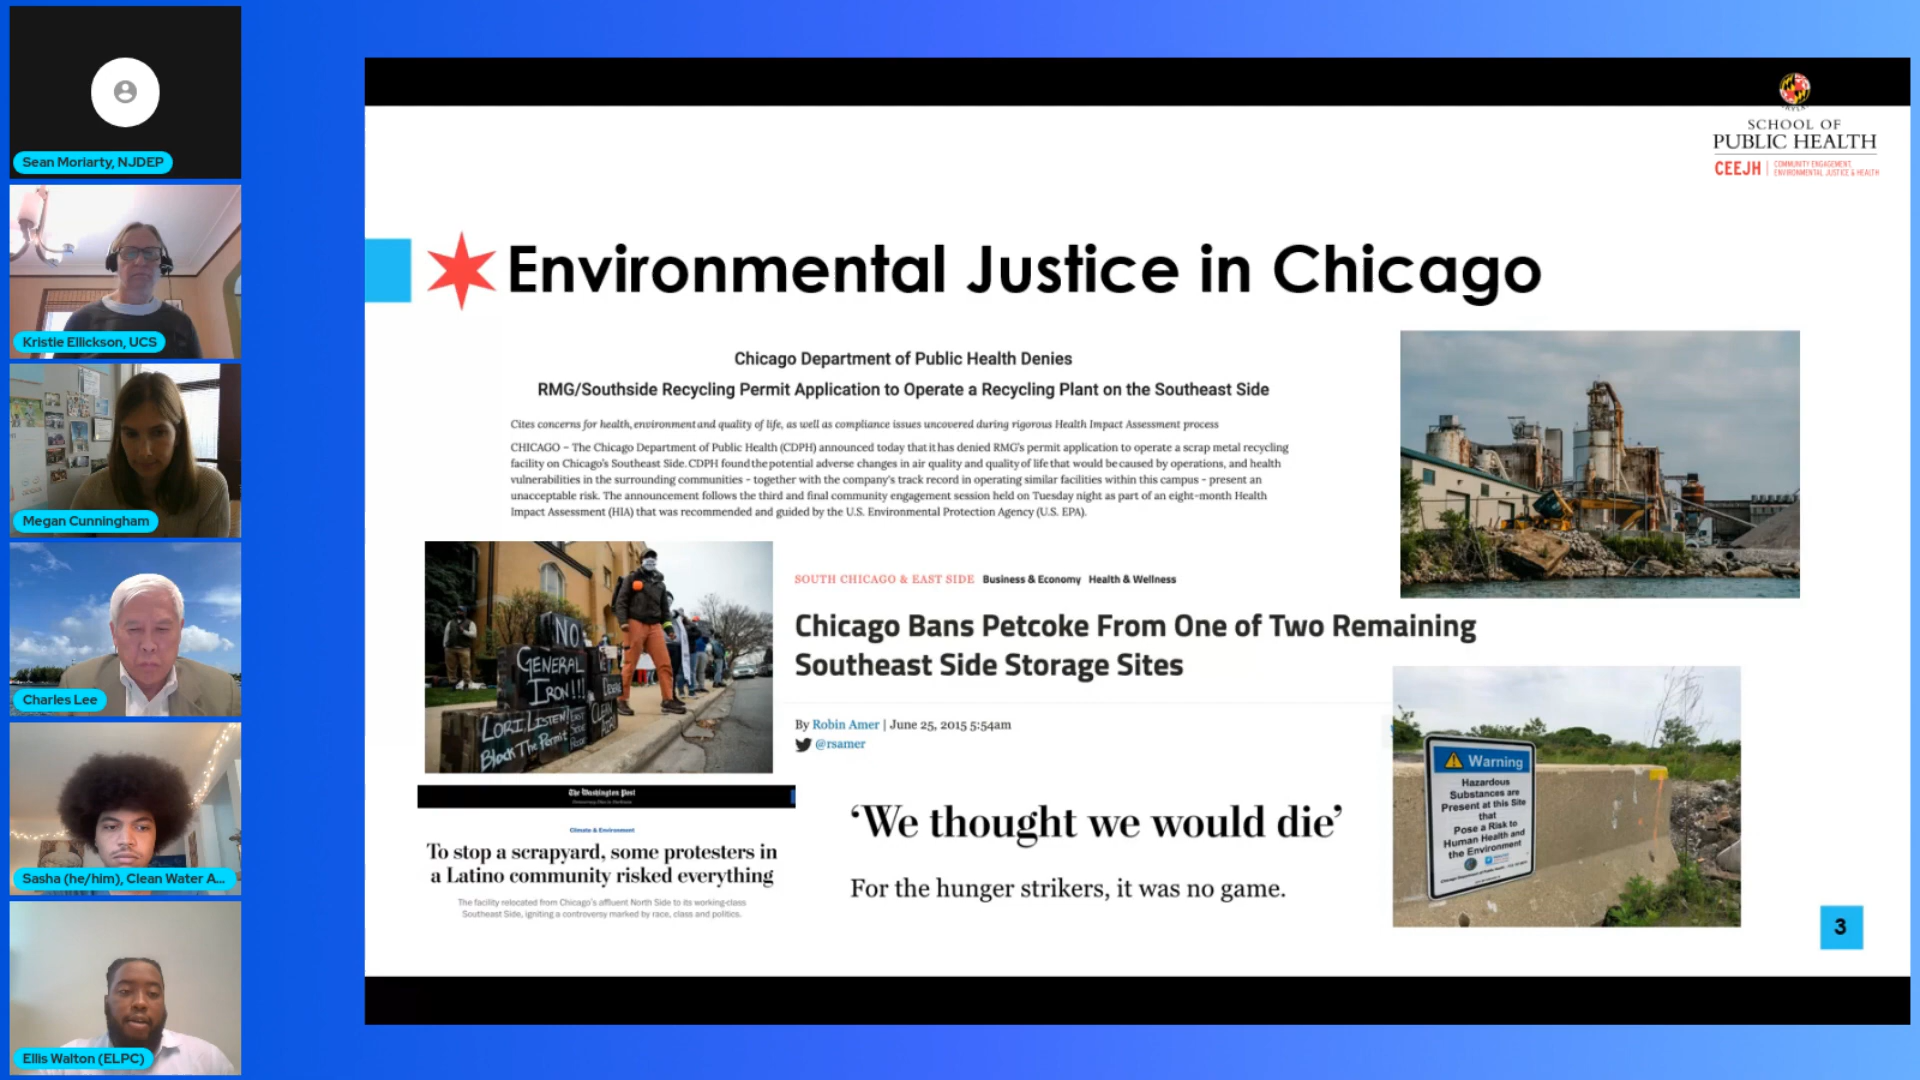 Sean Moriarty, NJDEP
Kristie Ellickson, UCS
Megan Cunningham
Charles Lee
Sasha (he/him), Clean Water A...
Ellis Walton (ELPC)
SCHOOL OF
PUBLIC HEALTH
CEEJH
COMMUNITY ENGAGEMENT,
ENVIRONMENTAL JUSTICE & HEALTH
Environmental Justice in Chicago
Chicago Department of Public Health Denies
RMG/Southside Recycling Permit Application to Operate a Recycling Plant on the Southeast Side
Cites concerns for health, environment and quality of life, as well as compliance issues uncovered during rigorous Health Impact Assessment process
CHICAGO – The Chicago Department of Public Health (CDPH) announced today that it has denied RMG's permit application to operate a scrap metal recycling
facility on Chicago's Southeast Side. CDPH found the potential adverse changes in air quality and quality of life that would be caused by operations, and health
vulnerabilities in the surrounding communities - together with the company's track record in operating similar facilities within this campus - present an
unacceptable risk. The announcement follows the third and final community engagement session held on Tuesday night as part of an eight-month Health
Impact Assessment (HIA) that was recommended and guided by the U.S. Environmental Protection Agency (U.S. EPA).
NO
GENERAL
IRON!!!
LORI LISTEN!
Block The Permit
CLEAN
AIR!
SOUTH CHICAGO & EAST SIDE Business & Economy Health & Wellness
Chicago Bans Petcoke From One of Two Remaining
Southeast Side Storage Sites
By Robin Amer | June 25, 2015 5:54am
@rsamer
The Washington Post
Climate & Environment
To stop a scrapyard, some protesters in
a Latino community risked everything
The facility relocated from Chicago's affluent North Side to its working-class
Southeast Side, igniting a controversy marked by race, class and politics.
‘We thought we would die’
For the hunger strikers, it was no game.
Warning
Hazardous
Substances are
Present at this Site
that
Pose a Risk to
Human Health and
the Environment
3